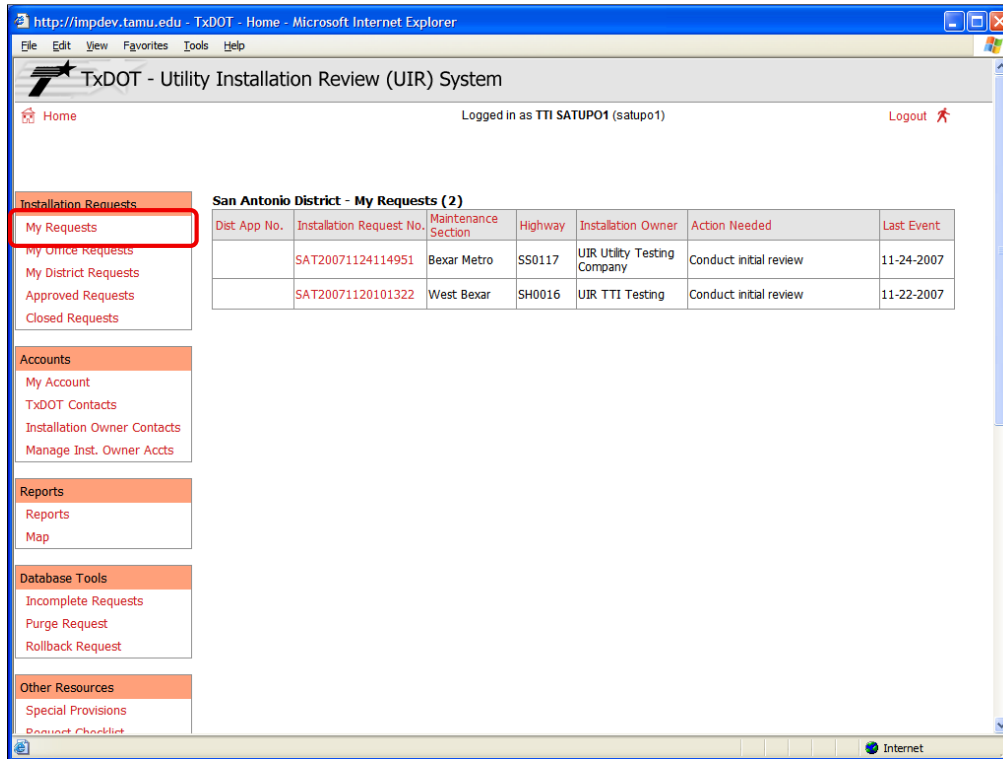 http://impdev.tamu.edu - TxDOT - Home - Microsoft Internet Explorer
File Edit View Favorites Tools Help
TxDOT - Utility Installation Review (UIR) System
Home Logged in as TTI SATUPO1 (satupo1) Logout
Installation Requests
My Requests
My Office Requests
My District Requests
Approved Requests
Closed Requests
Accounts
My Account
TxDOT Contacts
Installation Owner Contacts
Manage Inst. Owner Accts
Reports
Reports
Map
Database Tools
Incomplete Requests
Purge Request
Rollback Request
Other Resources
Special Provisions
Request Checklist
San Antonio District - My Requests (2)
Dist App No. Installation Request No. Maintenance Section Highway Installation Owner Action Needed Last Event
SAT20071124114951 Bexar Metro SS0117 UIR Utility Testing Company Conduct initial review 11-24-2007
SAT20071120101322 West Bexar SH0016 UIR TTI Testing Conduct initial review 11-22-2007
Internet